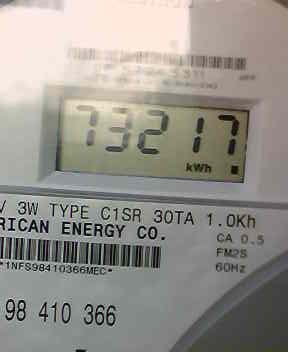 73217
kWh
V 3W TYPE C1SR 30TA 1.0Kh
RICAN ENERGY CO.
CA 0.5
FM2S
60Hz
*1NFS98410366MEC*
98 410 366